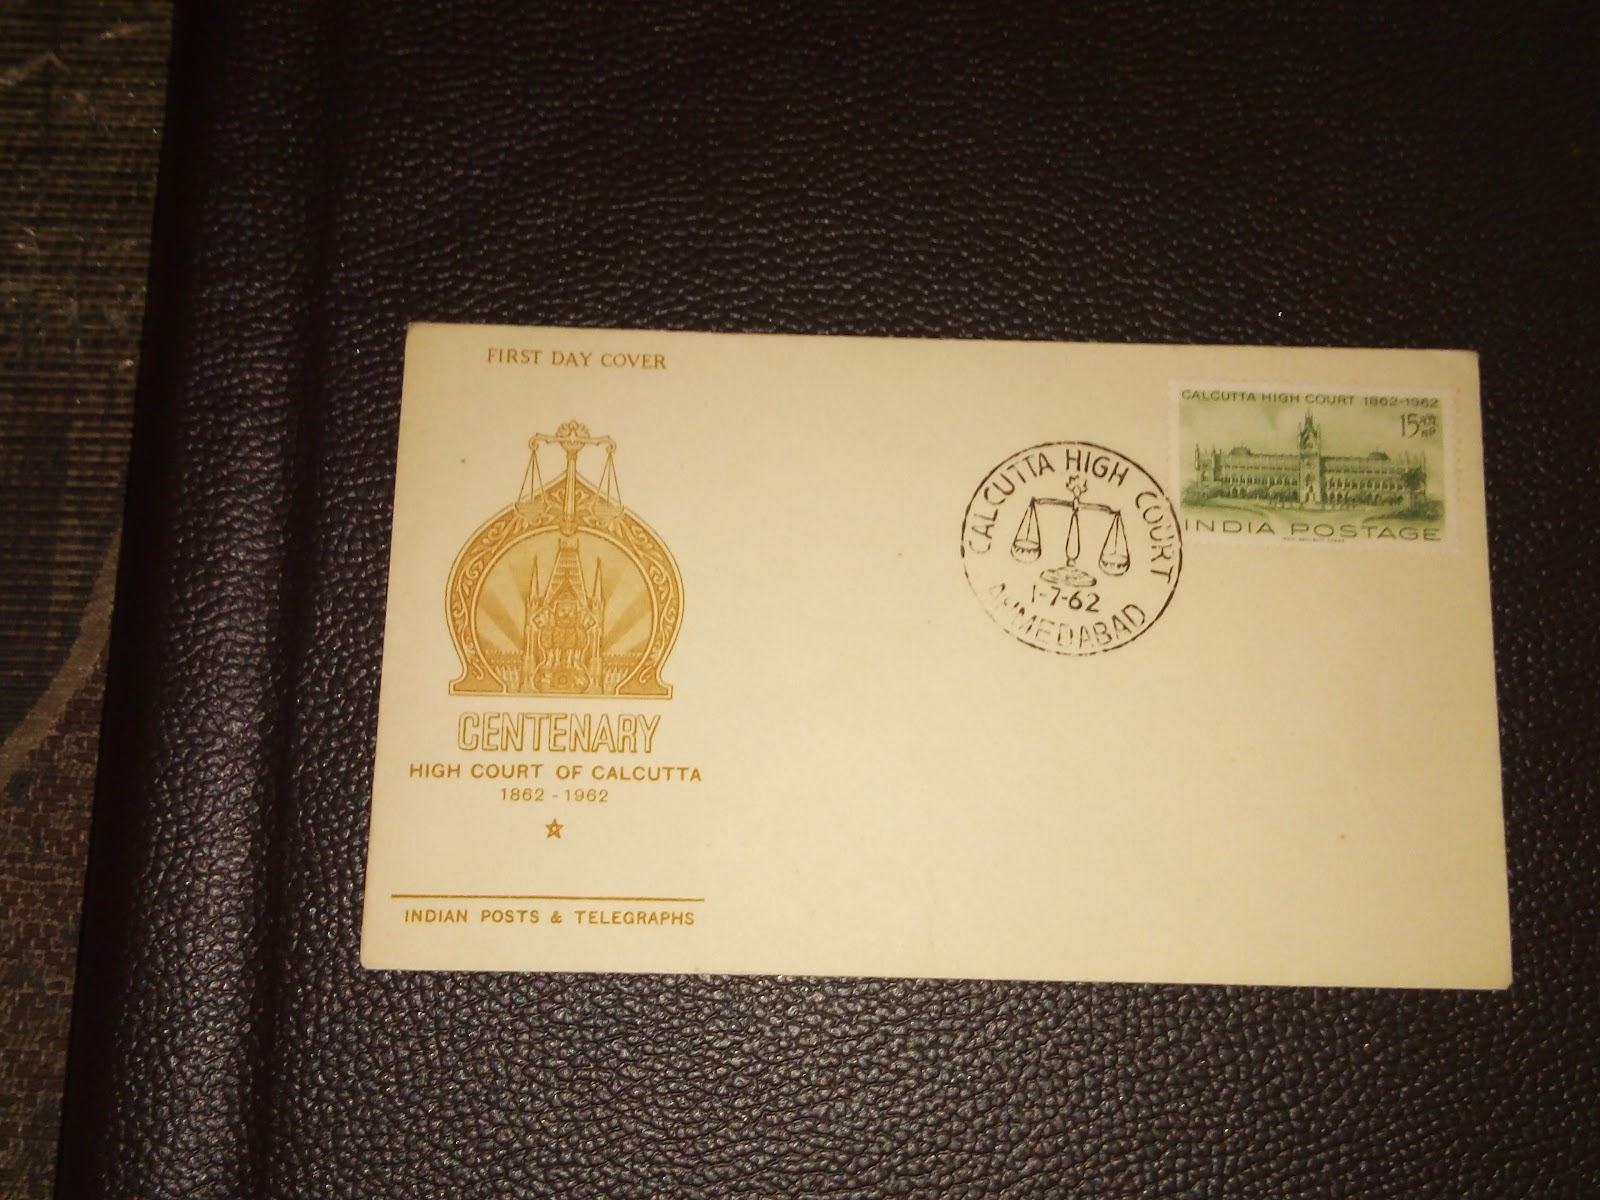 FIRST DAY COVER
CENTENARY
HIGH COURT OF CALCUTTA
1862 - 1962
INDIAN POSTS & TELEGRAPHS
CALCUTTA HIGH COURT
1-7-62
AHMEDABAD
CALCUTTA HIGH COURT 1862-1962
15 न.पै.
nP.
INDIA POSTAGE